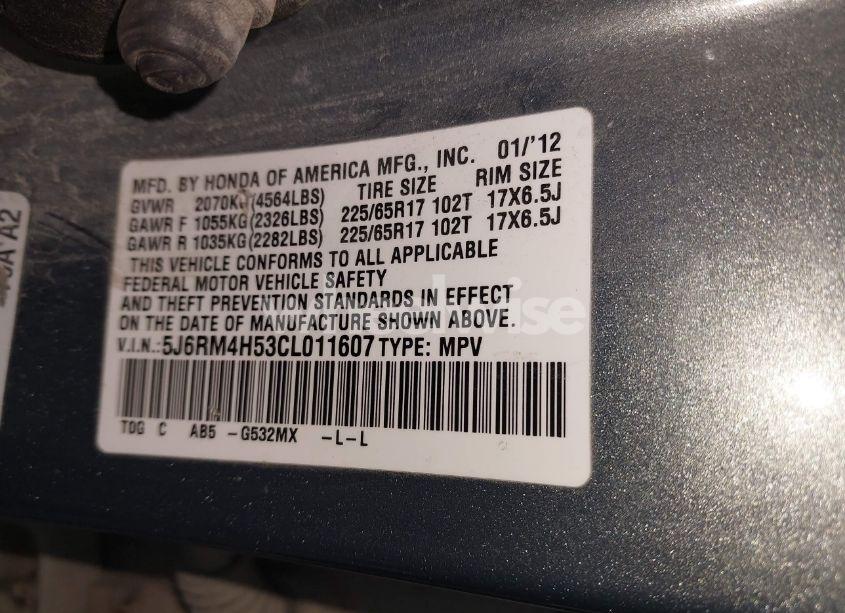 MFD. BY HONDA OF AMERICA MFG., INC. 01/'12
GVWR 2070KG (4564LBS) TIRE SIZE RIM SIZE
GAWR F 1055KG (2326LBS) 225/65R17 102T 17X6.5J
GAWR R 1035KG (2282LBS) 225/65R17 102T 17X6.5J
THIS VEHICLE CONFORMS TO ALL APPLICABLE
FEDERAL MOTOR VEHICLE SAFETY
AND THEFT PREVENTION STANDARDS IN EFFECT
ON THE DATE OF MANUFACTURE SHOWN ABOVE.
V.I.N.: 5J6RM4H53CL011607 TYPE: MPV
T0G C AB5 -G532MX -L-L
A2